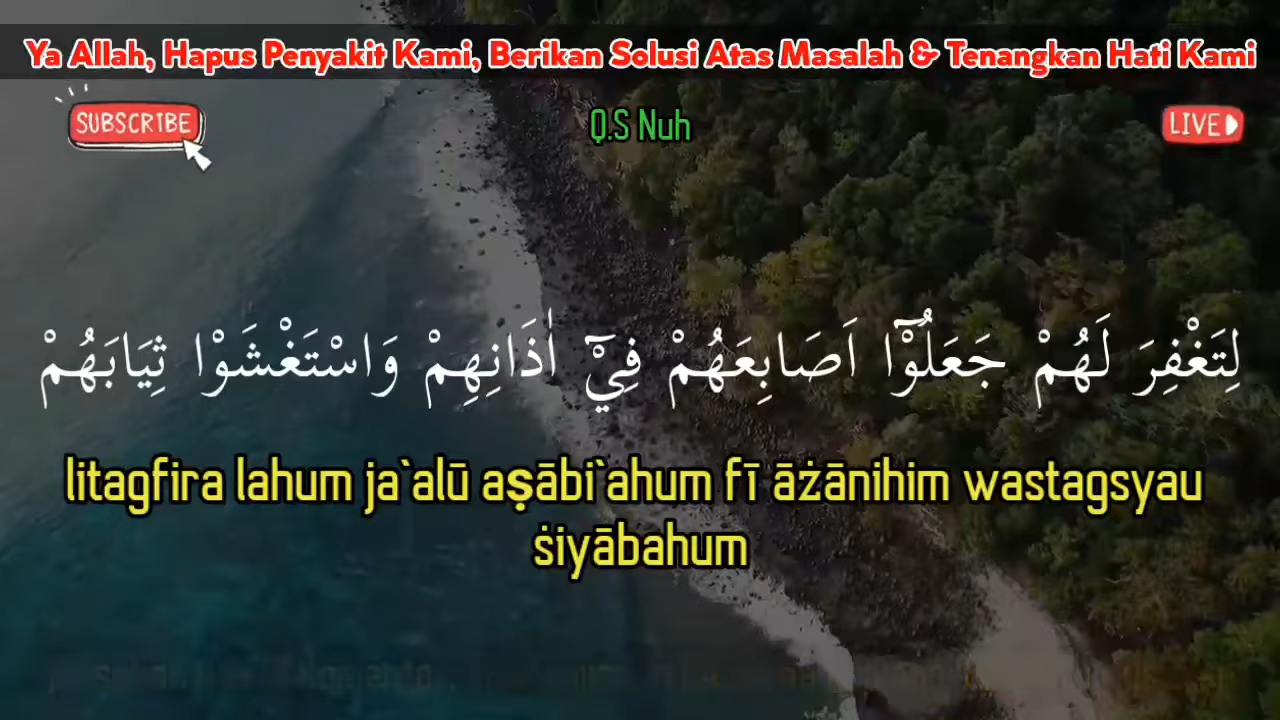 Ya Allah, Hapus Penyakit Kami, Berikan Solusi Atas Masalah & Tenangkan Hati Kami
SUBSCRIBE
Q.S Nuh
LIVE
لِتَغْفِرَ لَهُمْ جَعَلُوْٓا اَصَابِعَهُمْ فِيْٓ اٰذَانِهِمْ وَاسْتَغْشَوْا ثِيَابَهُمْ
litagfira lahum ja`alū aṣābi`ahum fī āżānihim wastagsyau
ṡiyābahum